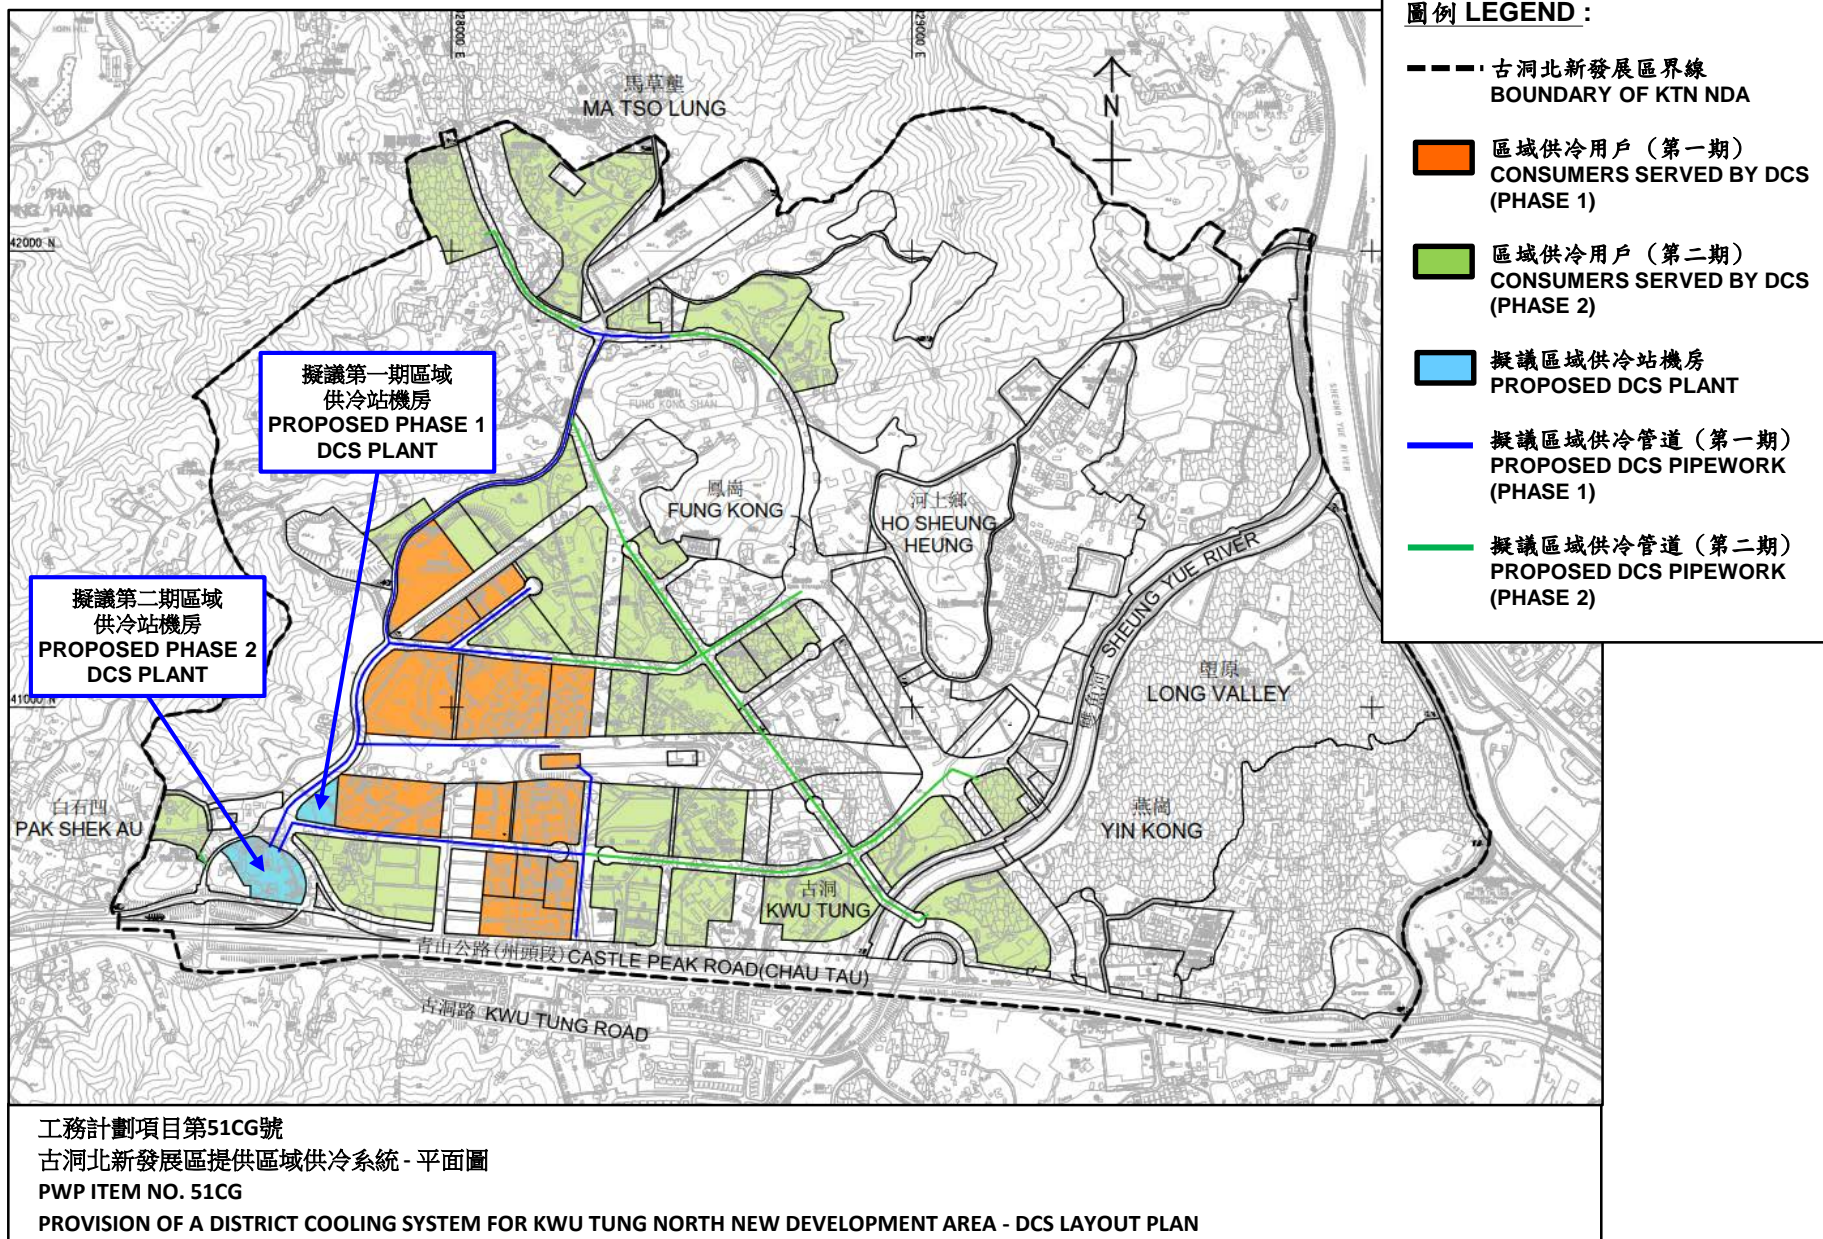 圖例 LEGEND :
古洞北新發展區界線
BOUNDARY OF KTN NDA
區域供冷用戶（第一期）
CONSUMERS SERVED BY DCS
(PHASE 1)
區域供冷用戶（第二期）
CONSUMERS SERVED BY DCS
(PHASE 2)
擬議區域供冷站機房
PROPOSED DCS PLANT
擬議區域供冷管道（第一期）
PROPOSED DCS PIPEWORK
(PHASE 1)
擬議區域供冷管道（第二期）
PROPOSED DCS PIPEWORK
(PHASE 2)
828000 E
829000 E
馬草壟
MA TSO LUNG
N
42000 N
擬議第一期區域
供冷站機房
PROPOSED PHASE 1
DCS PLANT
FUNG KONG SHAN
鳳崗
FUNG KONG
河上鄉
HO SHEUNG
HEUNG
雙魚河 SHEUNG YUE RIVER
SHEUNG YUE RIVER
擬議第二期區域
供冷站機房
PROPOSED PHASE 2
DCS PLANT
41000 N
塱原
LONG VALLEY
白石凹
PAK SHEK AU
燕崗
YIN KONG
古洞
KWU TUNG
青山公路(州頭段) CASTLE PEAK ROAD(CHAU TAU)
古洞路 KWU TUNG ROAD
工務計劃項目第51CG號
古洞北新發展區提供區域供冷系統 - 平面圖
PWP ITEM NO. 51CG
PROVISION OF A DISTRICT COOLING SYSTEM FOR KWU TUNG NORTH NEW DEVELOPMENT AREA - DCS LAYOUT PLAN